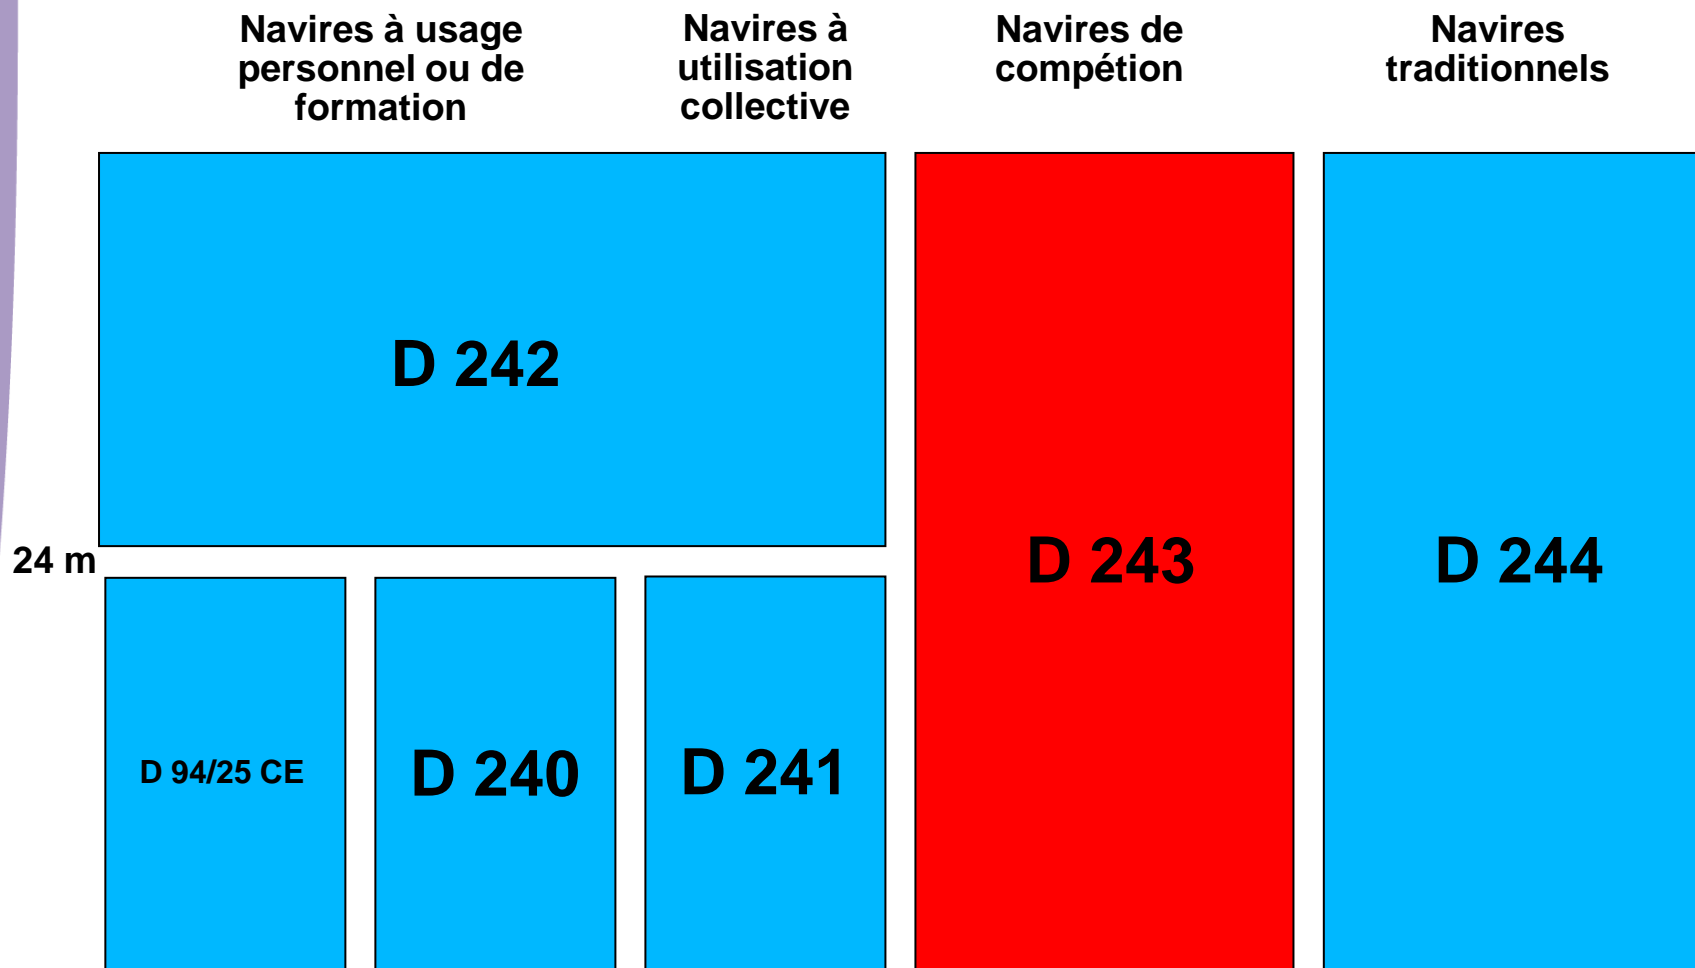 Navires à usage
personnel ou de
formation
Navires à
utilisation
collective
Navires de
compétion
Navires
traditionnels
D 242
24 m
D 243
D 244
D 94/25 CE
D 240
D 241